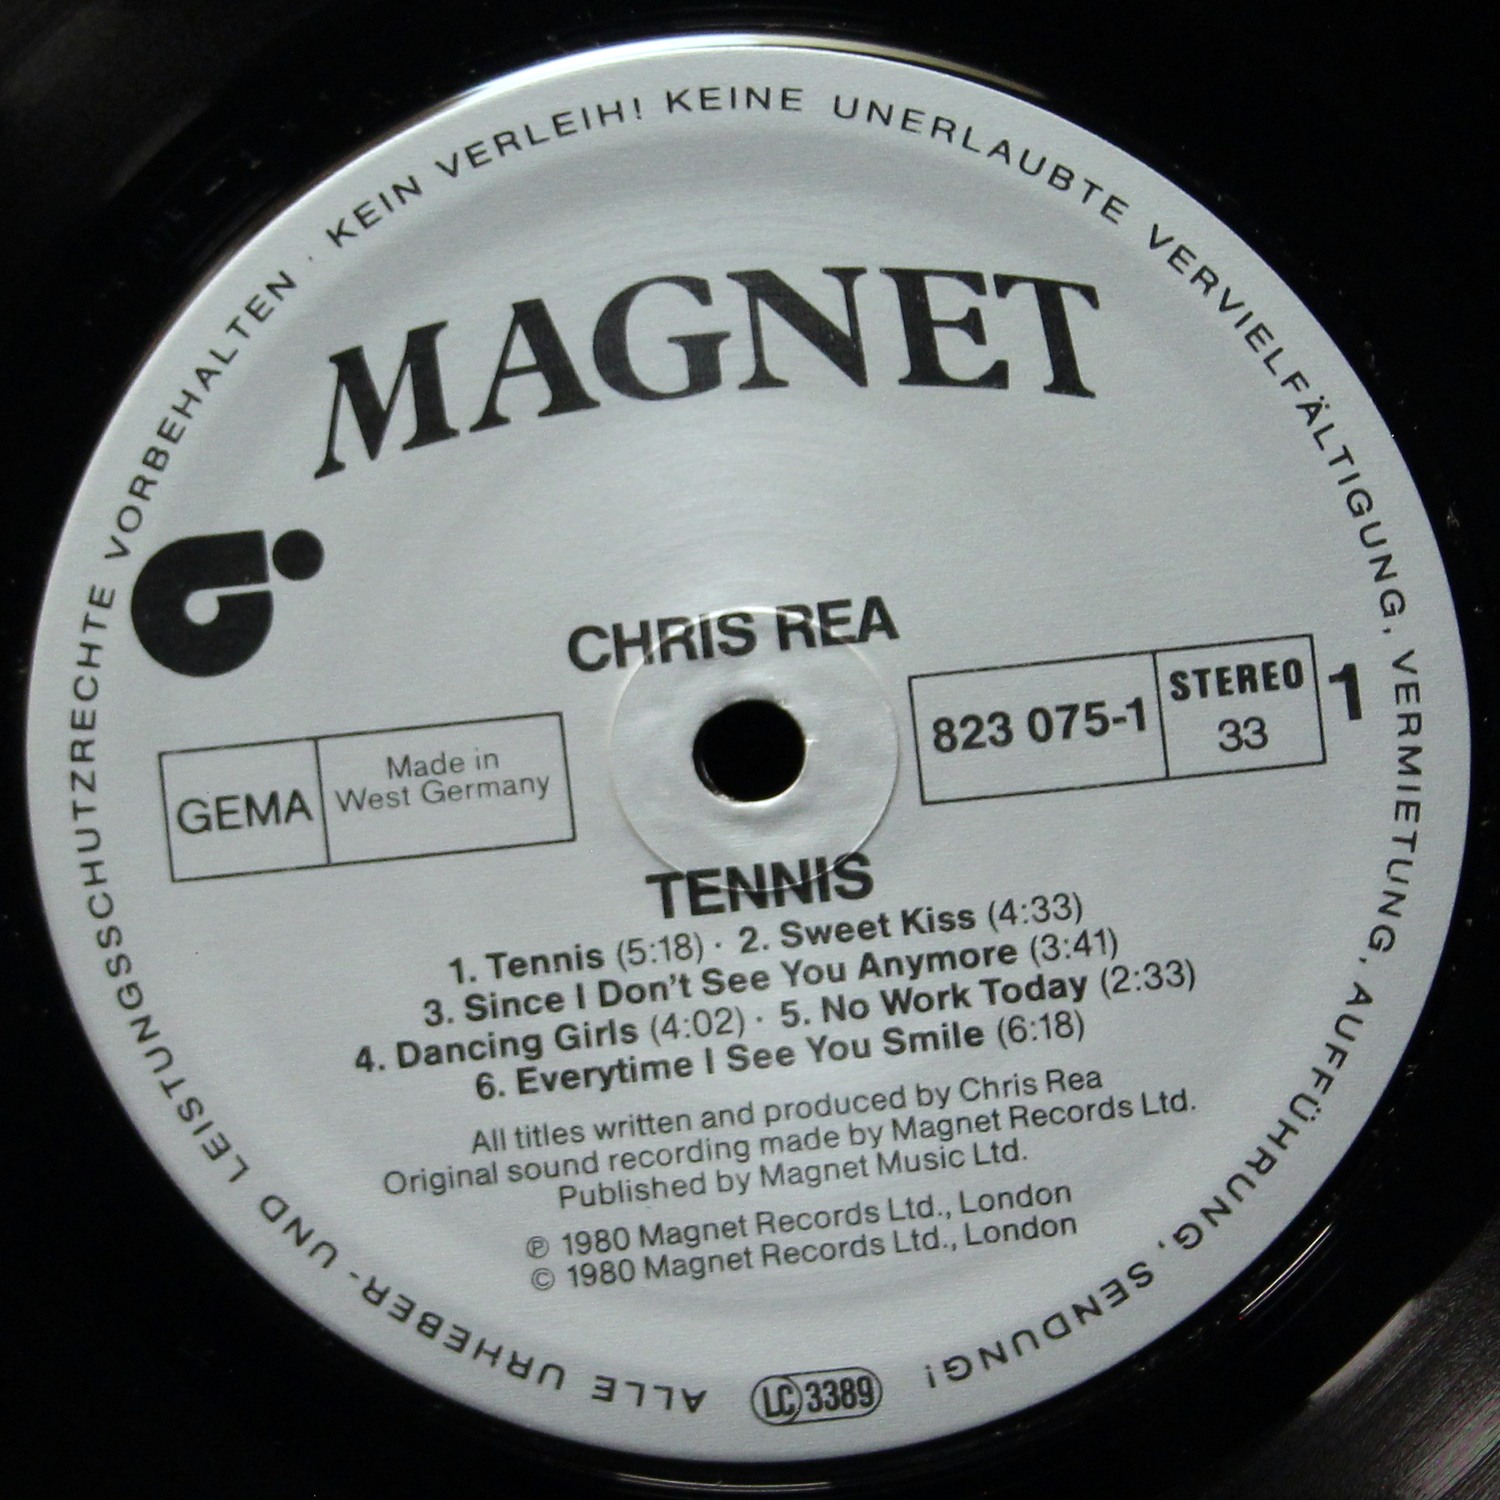 ALLE URHEBER- UND LEISTUNGSSCHUTZRECHTE VORBEHALTEN · KEIN VERLEIH! KEINE UNERLAUBTE VERVIELFÄLTIGUNG, VERMIETUNG, AUFFÜHRUNG, SENDUNG!
MAGNET
CHRIS REA
GEMA
Made in
West Germany
823 075-1
STEREO
33
1
TENNIS
1. Tennis (5:18) · 2. Sweet Kiss (4:33)
3. Since I Don't See You Anymore (3:41)
4. Dancing Girls (4:02) · 5. No Work Today (2:33)
6. Everytime I See You Smile (6:18)
All titles written and produced by Chris Rea
Original sound recording made by Magnet Records Ltd.
Published by Magnet Music Ltd.
℗ 1980 Magnet Records Ltd., London
© 1980 Magnet Records Ltd., London
LC 3389